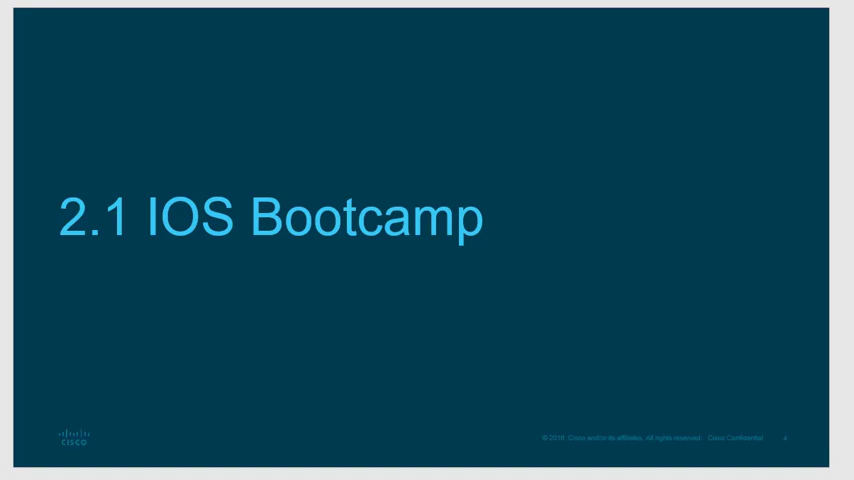 2.1 IOS Bootcamp
CISCO
© 2016 Cisco and/or its affiliates. All rights reserved. Cisco Confidential 4